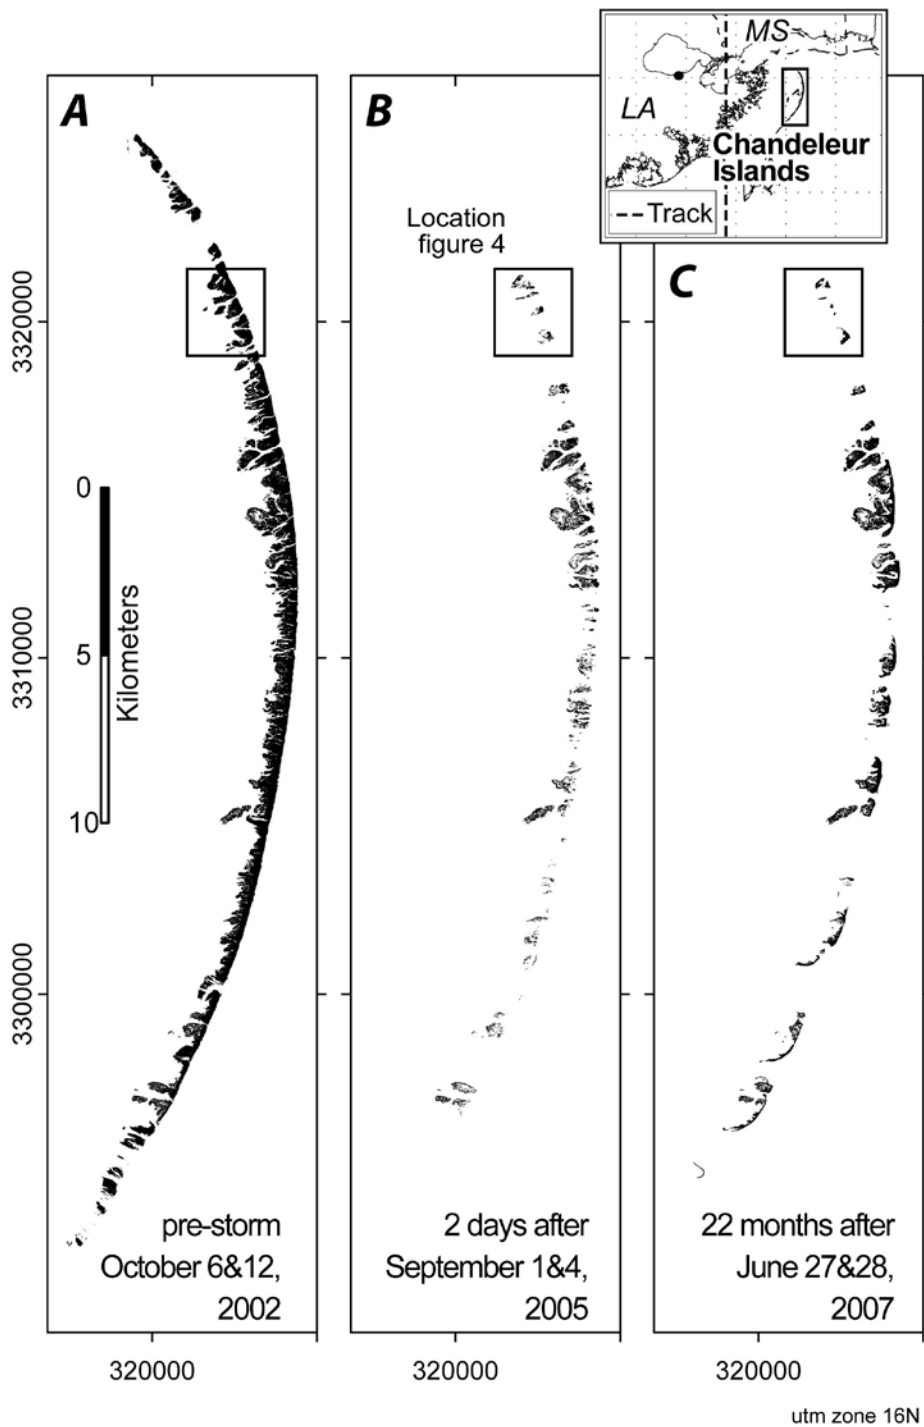 MS
LA
Chandeleur
Islands
Track
A
B
C
Location
figure 4
3320000
3310000
3300000
0
5
10
Kilometers
pre-storm
October 6&12,
2002
2 days after
September 1&4,
2005
22 months after
June 27&28,
2007
320000
320000
320000
utm zone 16N